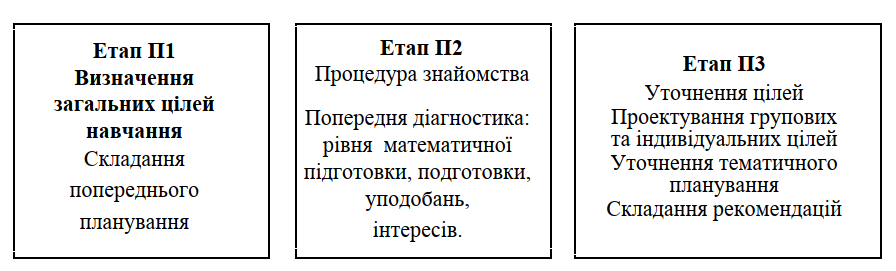 Етап П1
Визначення
загальних цілей
навчання
Складання
попереднього
планування
Етап П2
Процедура знайомства
Попередня діагностика:
рівня математичної
підготовки, подготовки,
уподобань,
інтересів.
Етап П3
Уточнення цілей
Проектування групових
та індивідуальних цілей
Уточнення тематичного
планування
Складання рекомендацій